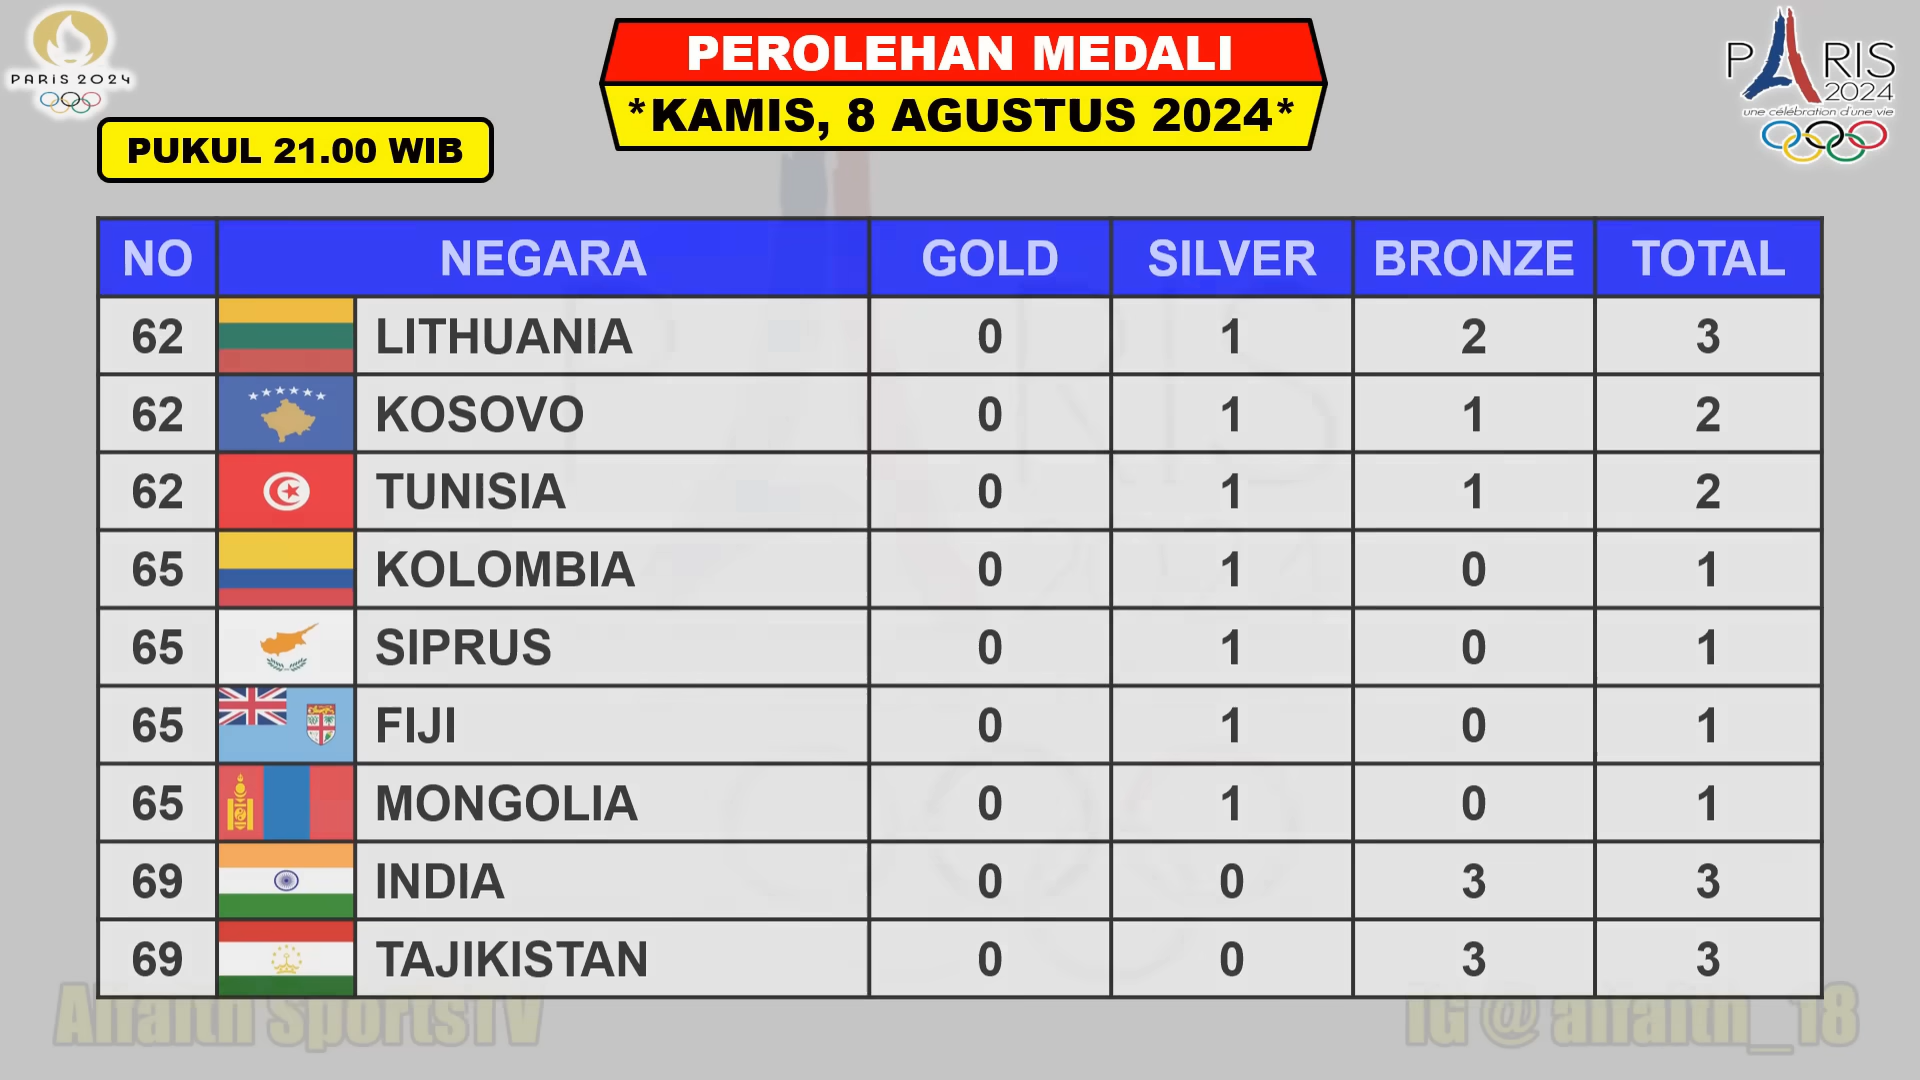 PARIS 2024
PEROLEHAN MEDALI
*KAMIS, 8 AGUSTUS 2024*
PARIS
2024
une célébration d'une vie
PUKUL 21.00 WIB
NO NEGARA GOLD SILVER BRONZE TOTAL
62 LITHUANIA 0 1 2 3
62 KOSOVO 0 1 1 2
62 TUNISIA 0 1 1 2
65 KOLOMBIA 0 1 0 1
65 SIPRUS 0 1 0 1
65 FIJI 0 1 0 1
65 MONGOLIA 0 1 0 1
69 INDIA 0 0 3 3
69 TAJIKISTAN 0 0 3 3
Alfaith SportsTV
IG @ alfaith_18